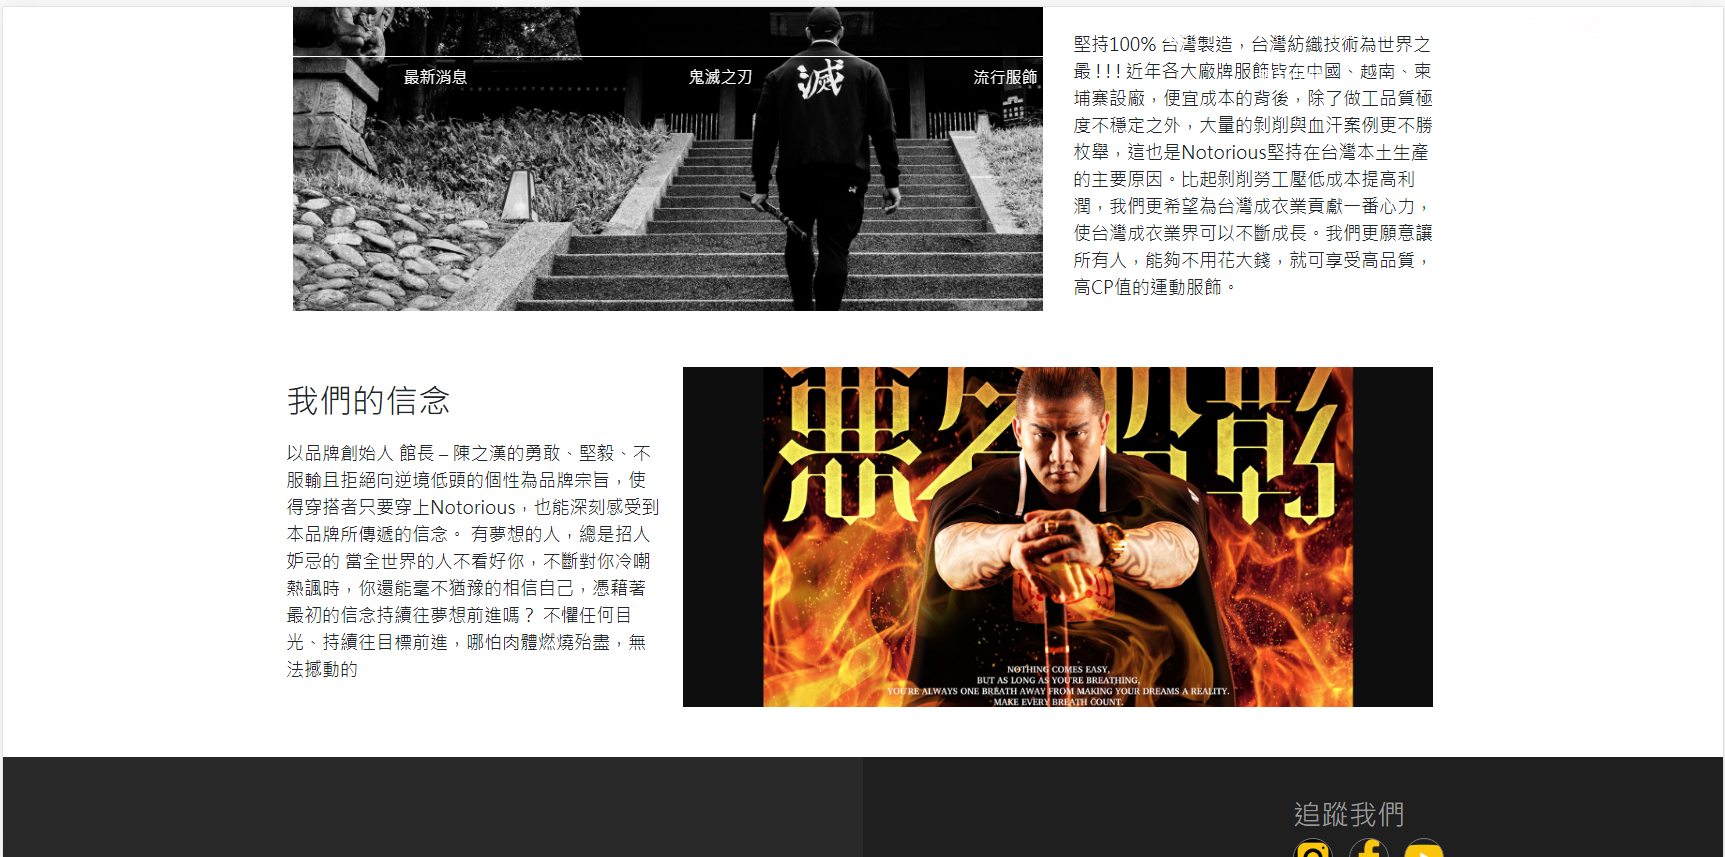 最新消息
鬼滅之刃
流行服飾
滅
堅持100% 台灣製造，台灣紡織技術為世界之
最 ! ! ! 近年各大廠牌服飾皆在中國、越南、柬
埔寨設廠，便宜成本的背後，除了做工品質極
度不穩定之外，大量的剝削與血汗案例更不勝
枚舉，這也是Notorious堅持在台灣本土生產
的主要原因。比起剝削勞工壓低成本提高利
潤，我們更希望為台灣成衣業貢獻一番心力，
使台灣成衣業界可以不斷成長。我們更願意讓
所有人，能夠不用花大錢，就可享受高品質，
高CP值的運動服飾。
我們的信念
以品牌創始人 館長 – 陳之漢的勇敢、堅毅、不
服輸且拒絕向逆境低頭的個性為品牌宗旨，使
得穿搭者只要穿上Notorious，也能深刻感受到
本品牌所傳遞的信念。 有夢想的人，總是招人
妒忌的 當全世界的人不看好你，不斷對你冷嘲
熱諷時，你還能毫不猶豫的相信自己，憑藉著
最初的信念持續往夢想前進嗎？ 不懼任何目
光、持續往目標前進，哪怕肉體燃燒殆盡，無
法撼動的
NOTHING COMES EASY,
BUT AS LONG AS YOU'RE BREATHING,
YOU'RE ALWAYS ONE BREATH AWAY FROM MAKING YOUR DREAMS A REALITY.
MAKE EVERY BREATH COUNT.
追蹤我們